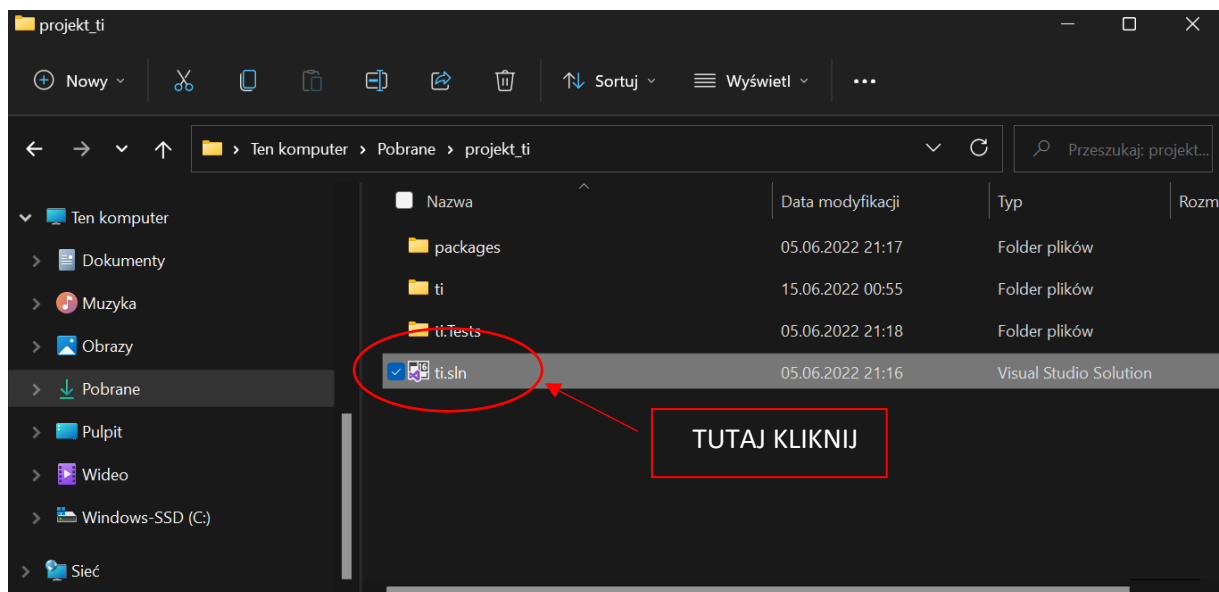 projekt_ti
Nowy
Sortuj
Wyświetl
Ten komputer
Pobrane
projekt_ti
Przeszukaj: projekt...
Nazwa
Data modyfikacji
Typ
Rozm
Ten komputer
Dokumenty
Muzyka
Obrazy
Pobrane
Pulpit
Wideo
Windows-SSD (C:)
Sieć
packages
05.06.2022 21:17
Folder plików
ti
15.06.2022 00:55
Folder plików
ti.Tests
05.06.2022 21:18
Folder plików
ti.sln
05.06.2022 21:16
Visual Studio Solution
TUTAJ KLIKNIJ